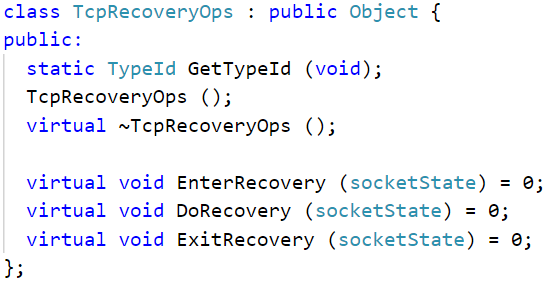 class TcpRecoveryOps : public Object {
public:
  static TypeId GetTypeId (void);
  TcpRecoveryOps ();
  virtual ~TcpRecoveryOps ();

  virtual void EnterRecovery (socketState) = 0;
  virtual void DoRecovery (socketState) = 0;
  virtual void ExitRecovery (socketState) = 0;
};